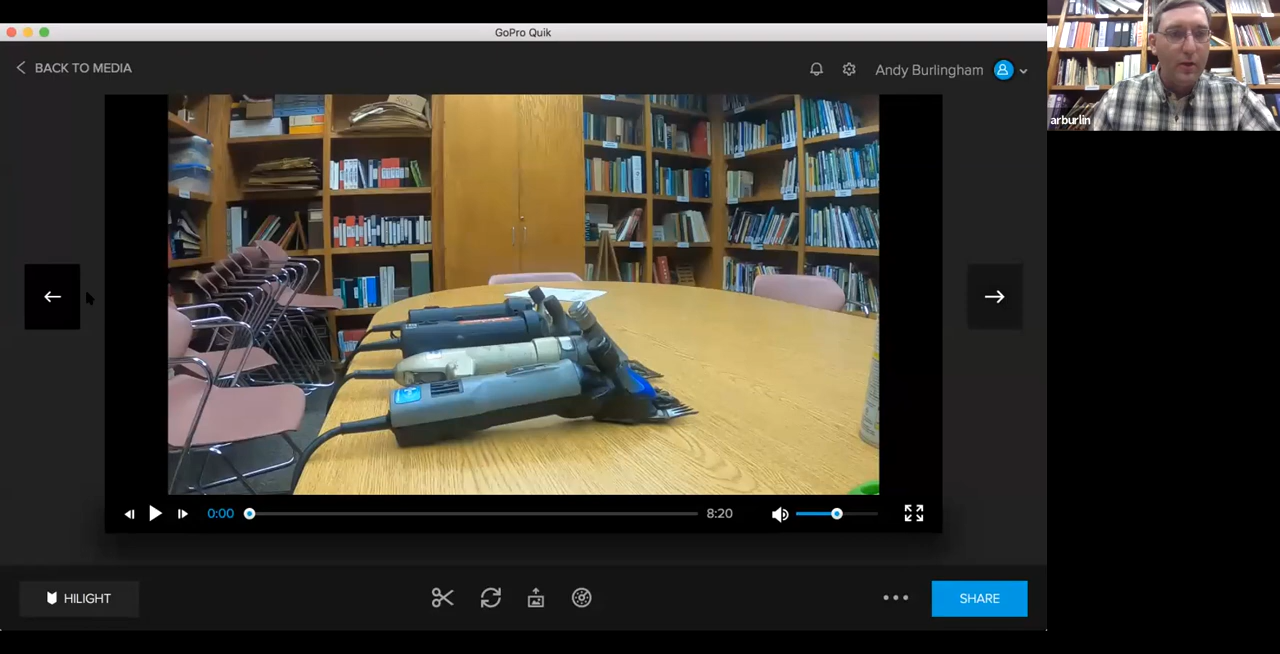 GoPro Quik
BACK TO MEDIA
Andy Burlingham
arburlin
0:00
8:20
HILIGHT
SHARE